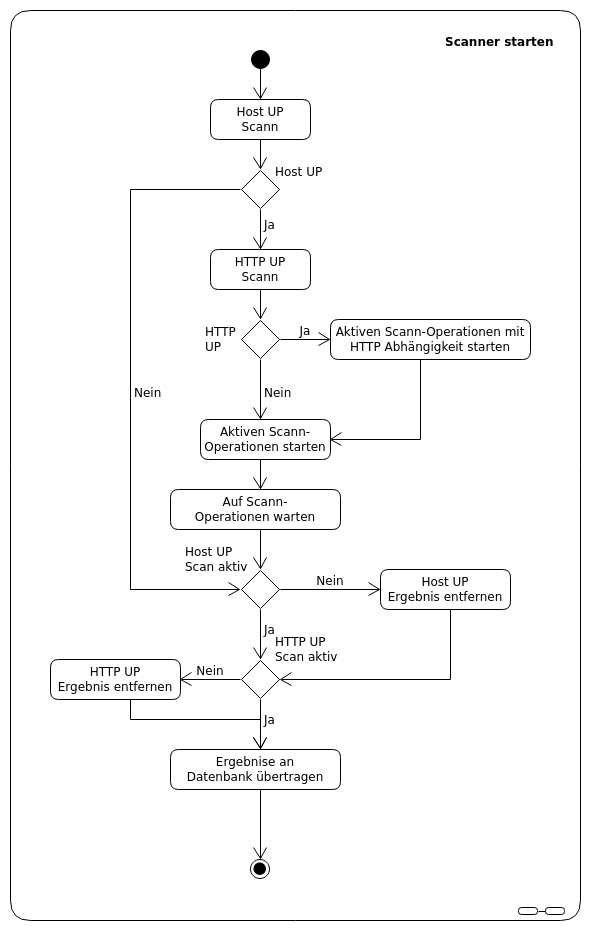 Scanner starten
Host UP
Scann
Host UP
Ja
HTTP UP
Scann
HTTP
UP
Ja
Aktiven Scann-Operationen mit
HTTP Abhängigkeit starten
Nein
Nein
Aktiven Scann-
Operationen starten
Auf Scann-
Operationen warten
Host UP
Scan aktiv
Nein
Host UP
Ergebnis entfernen
Ja
HTTP UP
Scan aktiv
Nein
HTTP UP
Ergebnis entfernen
Ja
Ergebnise an
Datenbank übertragen